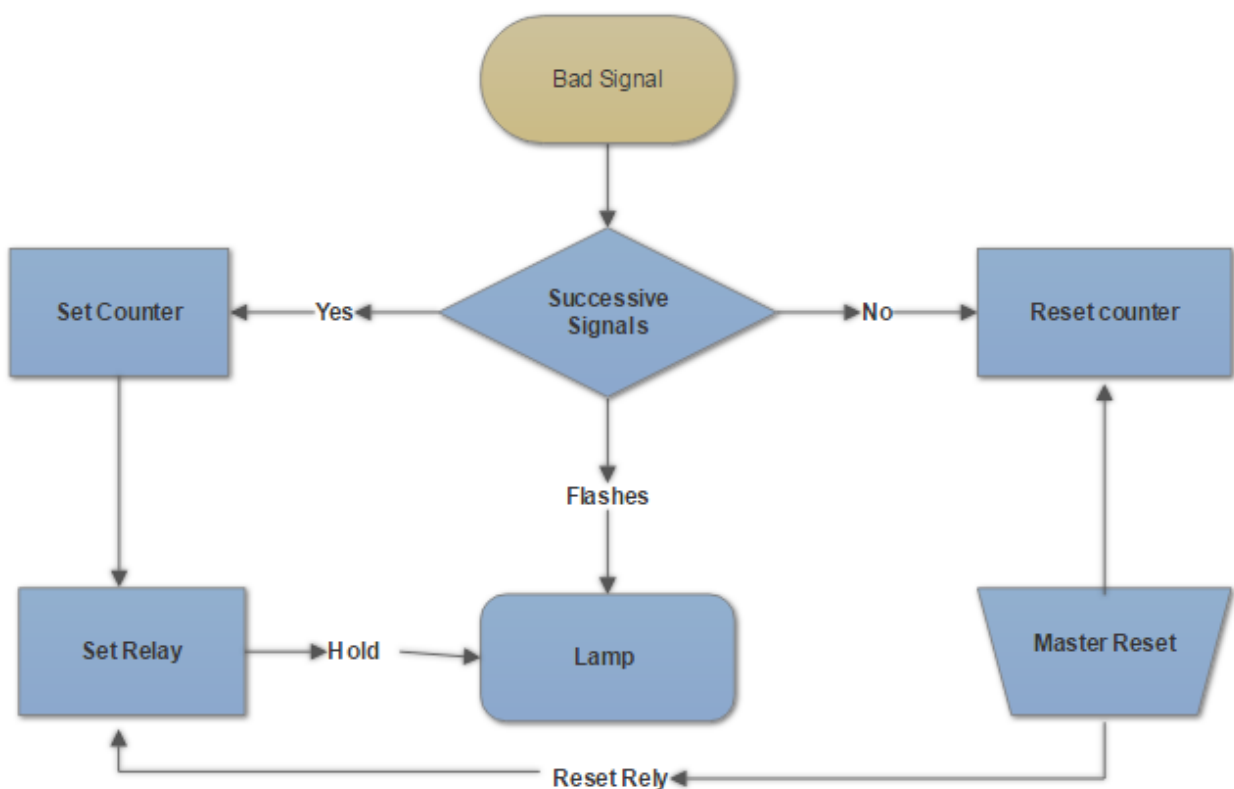 Bad Signal
Set Counter
Yes
Successive
Signals
No
Reset counter
Flashes
Set Relay
Hold
Lamp
Master Reset
Reset Rely